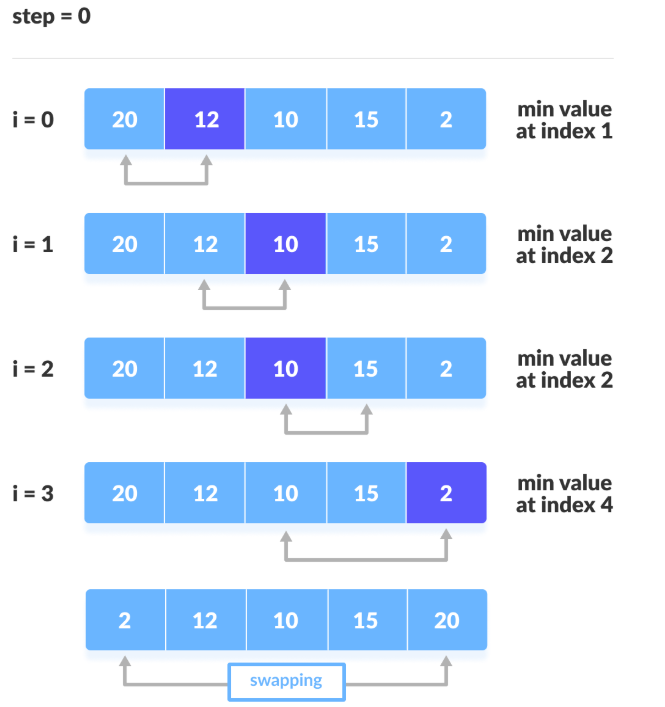 step = 0
i = 0 20 12 10 15 2 min value
at index 1
i = 1 20 12 10 15 2 min value
at index 2
i = 2 20 12 10 15 2 min value
at index 2
i = 3 20 12 10 15 2 min value
at index 4
2 12 10 15 20
swapping